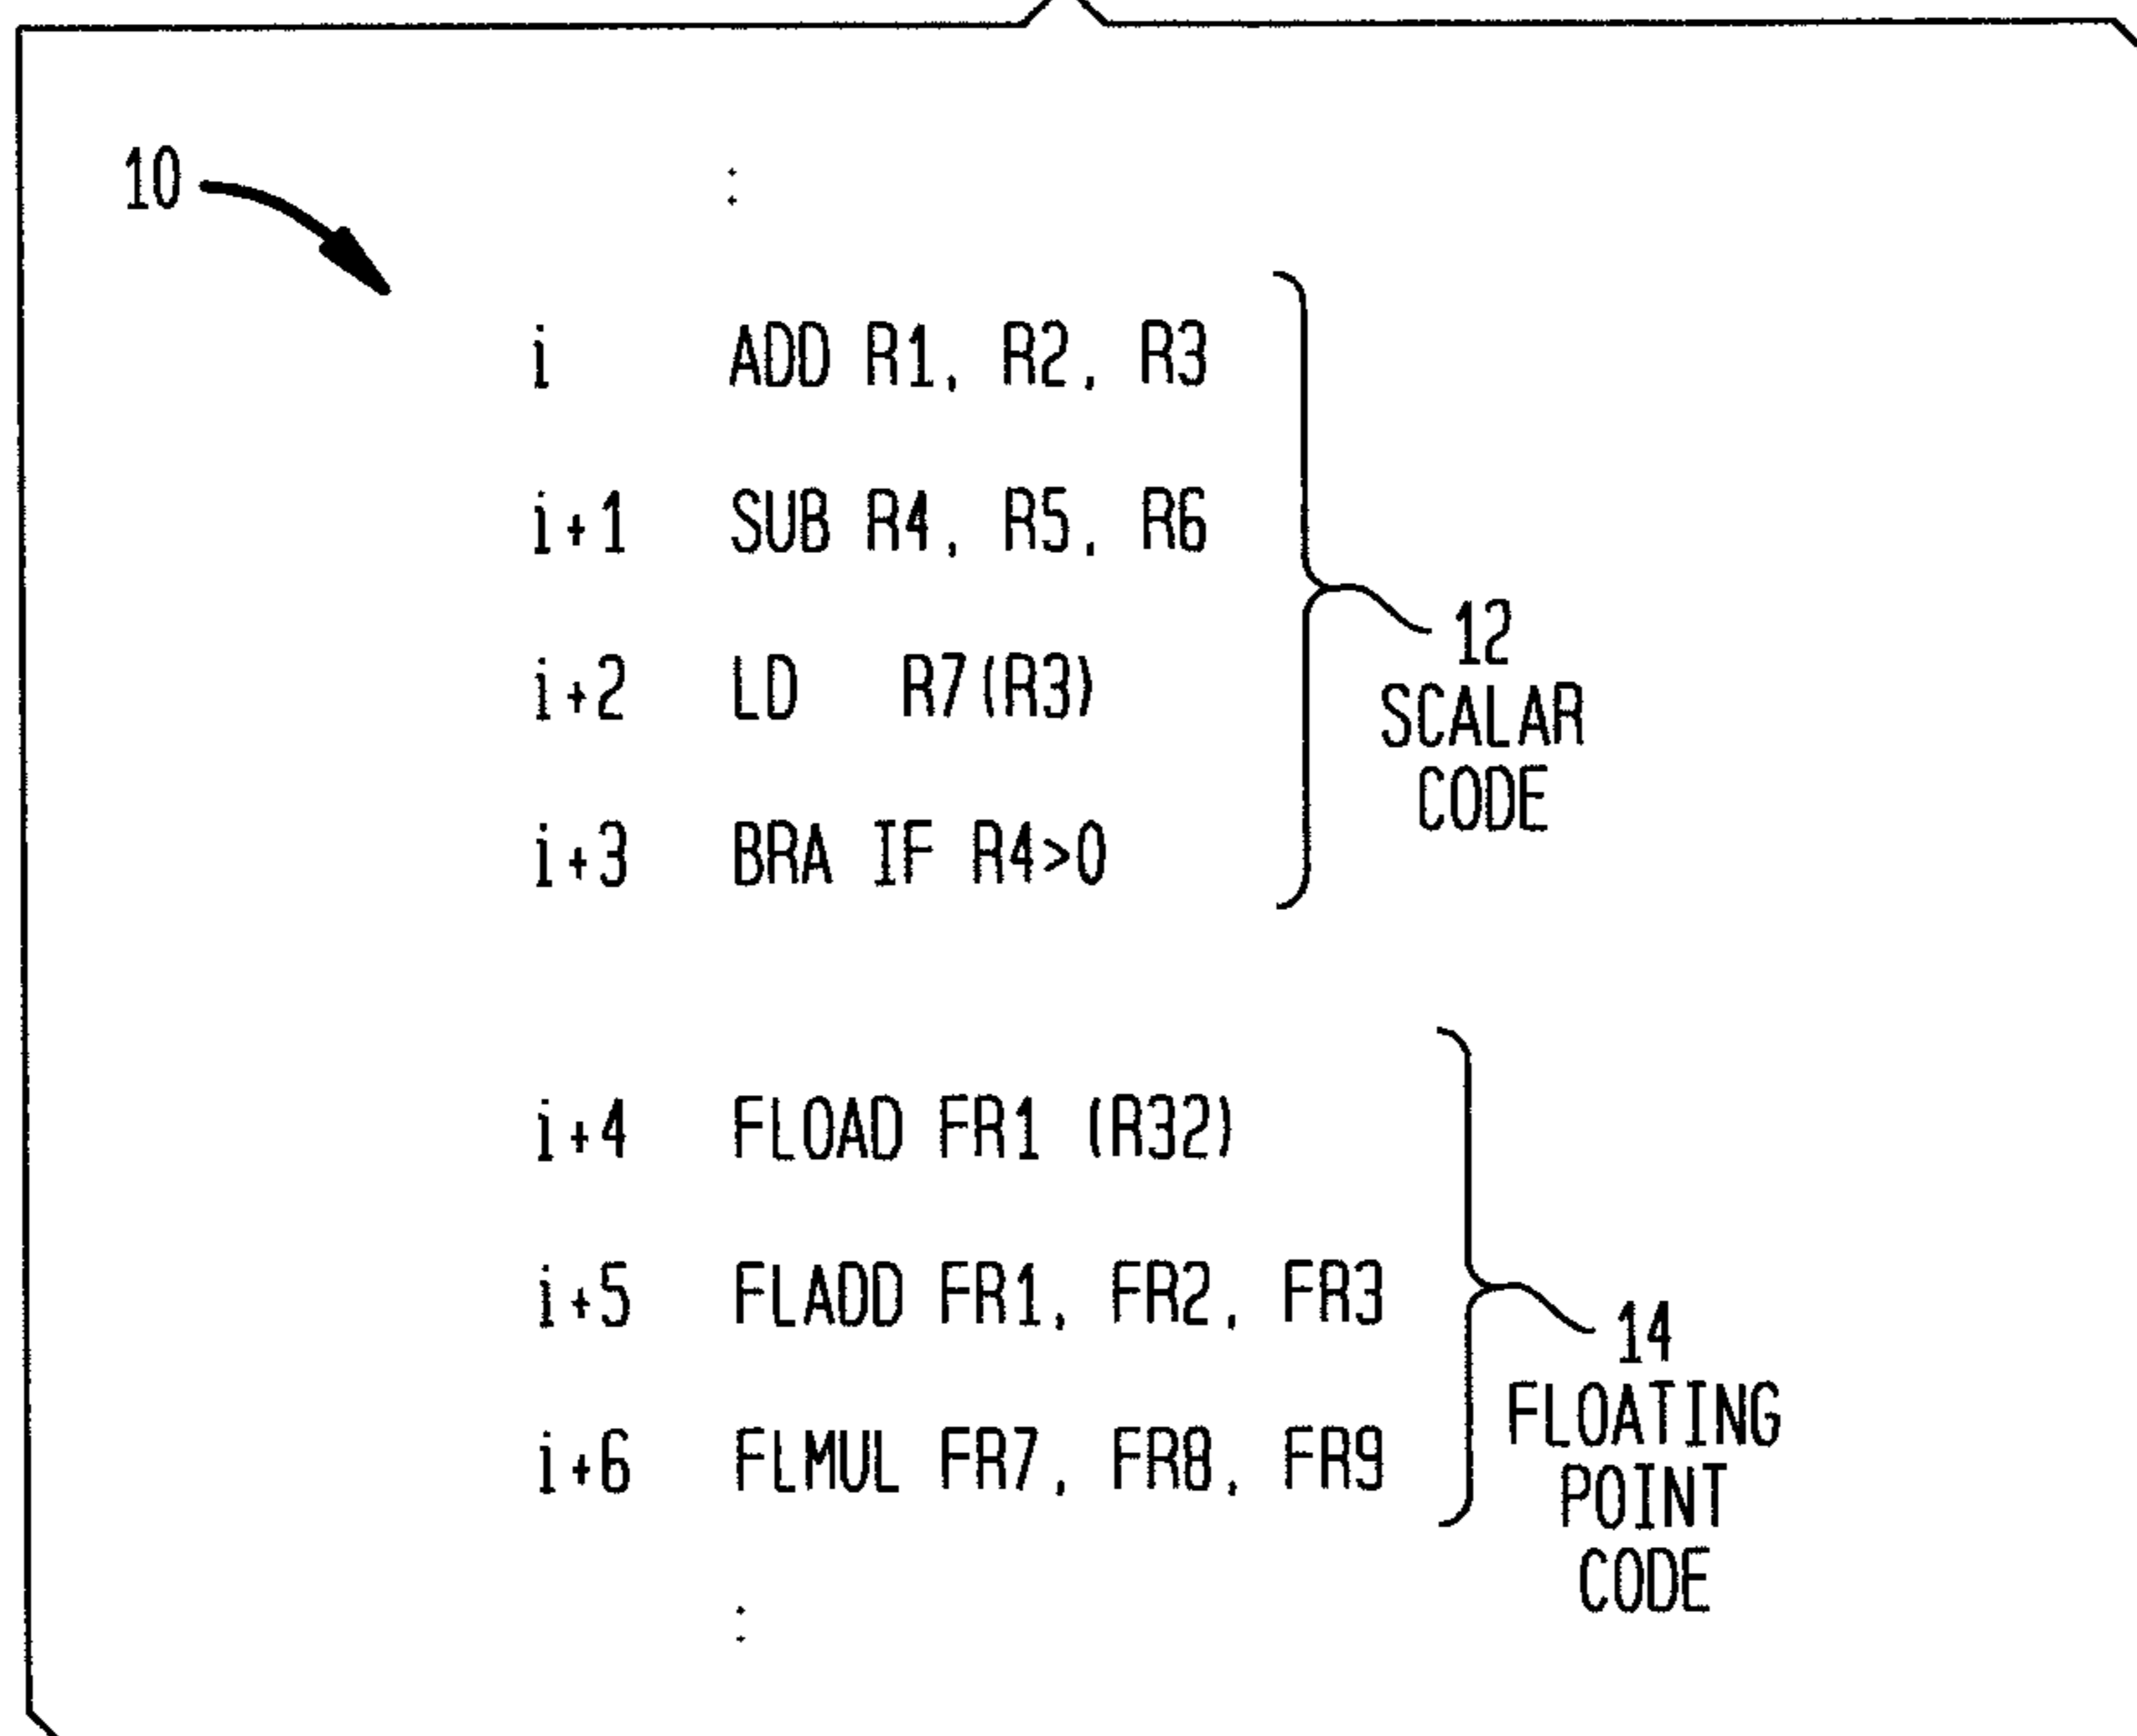 10
:
i ADD R1, R2, R3
i+1 SUB R4, R5, R6
i+2 LD R7(R3)
i+3 BRA IF R4>0
12
SCALAR
CODE
i+4 FLOAD FR1 (R32)
i+5 FLADD FR1, FR2, FR3
i+6 FLMUL FR7, FR8, FR9
14
FLOATING
POINT
CODE
: